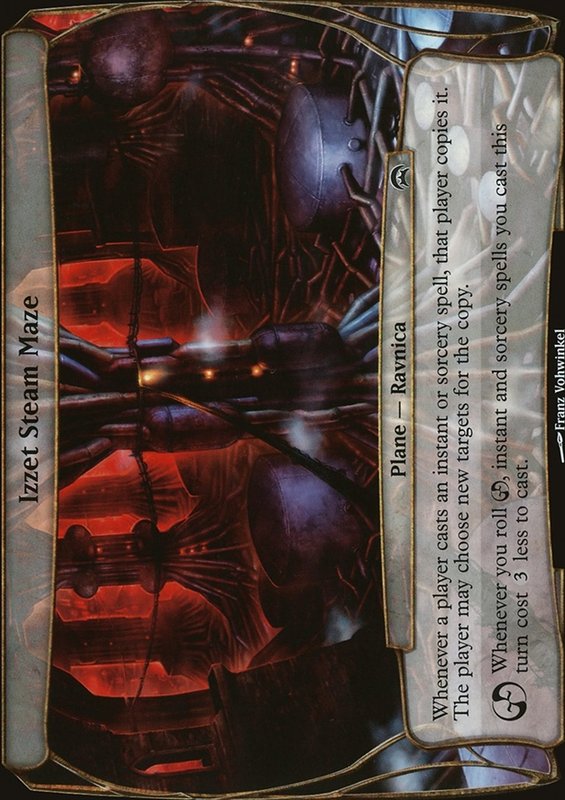 Izzet Steam Maze
Plane — Ravnica
Whenever a player casts an instant or sorcery spell, that player copies it.
The player may choose new targets for the copy.
Whenever you roll , instant and sorcery spells you cast this
turn cost 3 less to cast.
Franz Vohwinkel